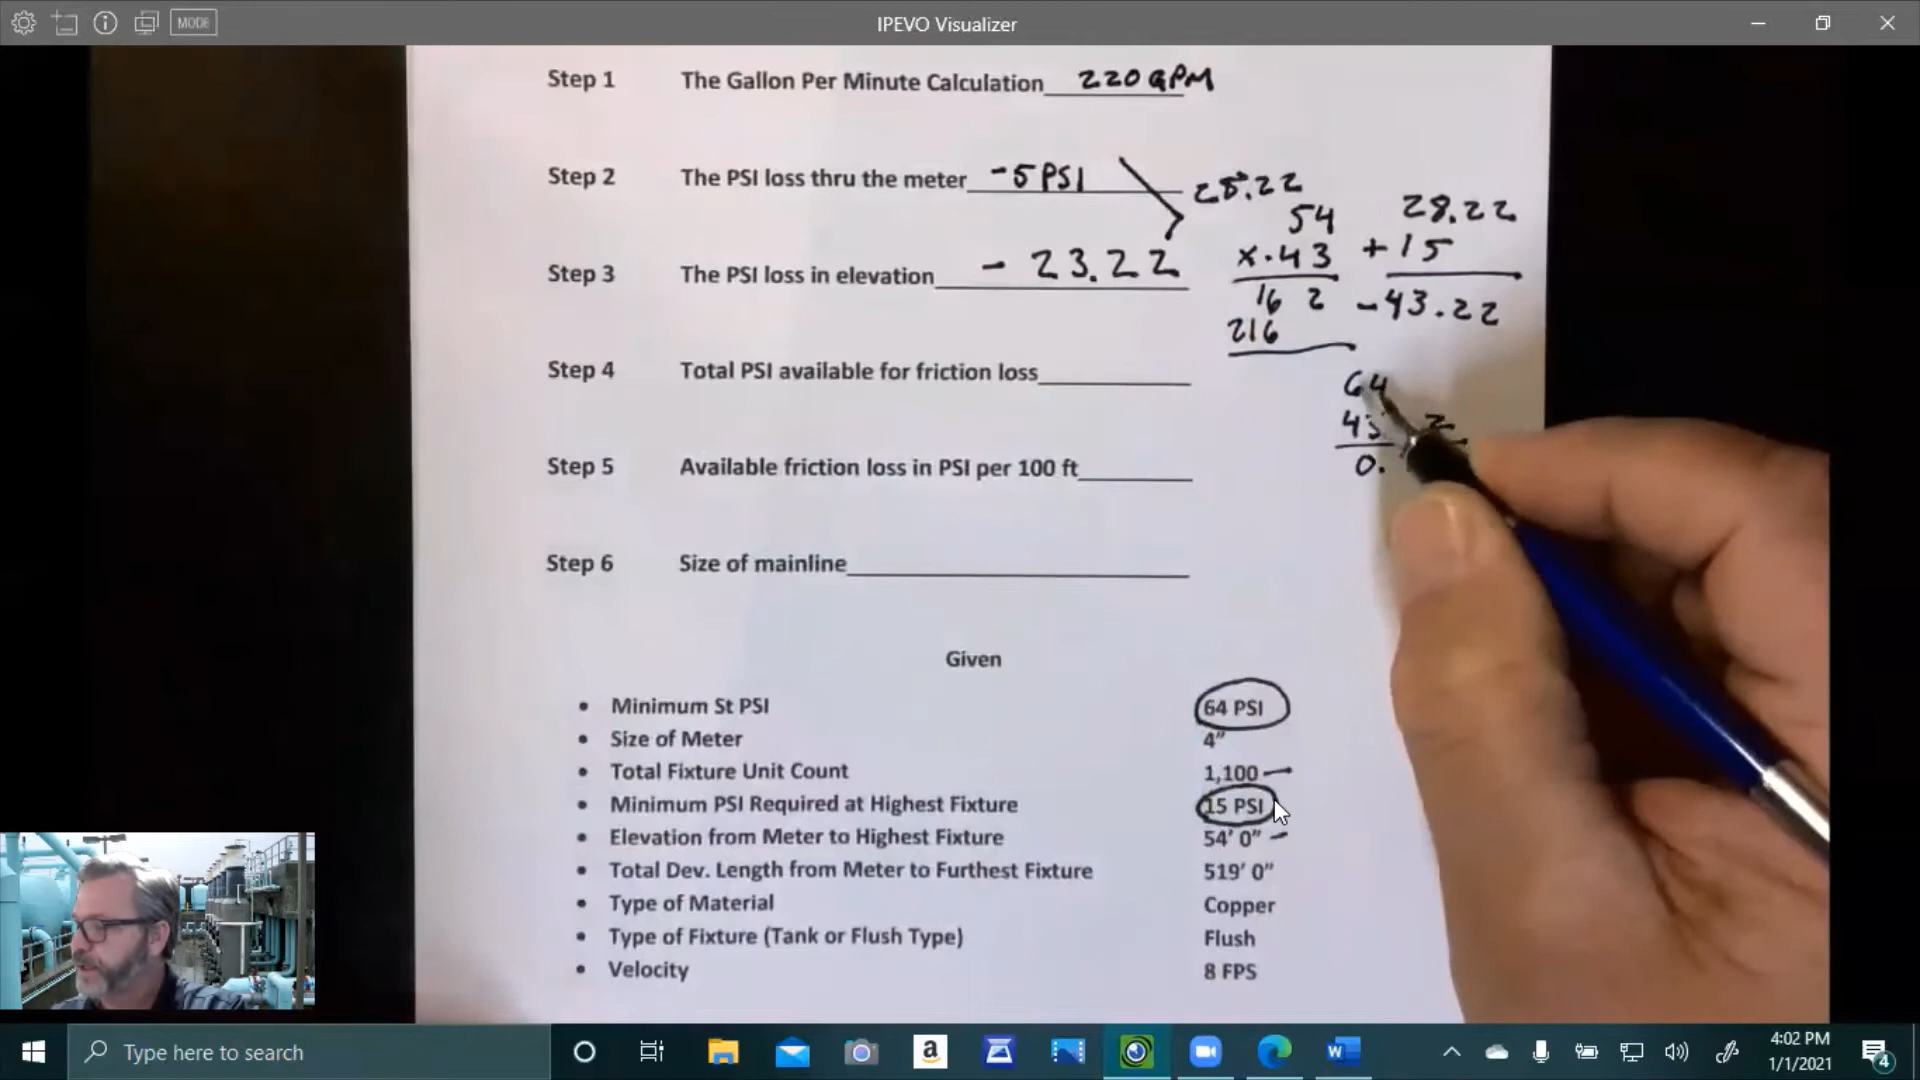 MODE
IPEVO Visualizer
Step 1 The Gallon Per Minute Calculation 220 GPM
Step 2 The PSI loss thru the meter -5 PSI
28.22
54
x.43
16 2
216
28.22
+15
-43.22
Step 3 The PSI loss in elevation - 23.22
Step 4 Total PSI available for friction loss
64
0.
Step 5 Available friction loss in PSI per 100 ft
Step 6 Size of mainline
Given
• Minimum St PSI 64 PSI
• Size of Meter 4"
• Total Fixture Unit Count 1,100
• Minimum PSI Required at Highest Fixture 15 PSI
• Elevation from Meter to Highest Fixture 54' 0"
• Total Dev. Length from Meter to Furthest Fixture 519' 0"
• Type of Material Copper
• Type of Fixture (Tank or Flush Type) Flush
• Velocity 8 FPS
Type here to search
4:02 PM
1/1/2021
4